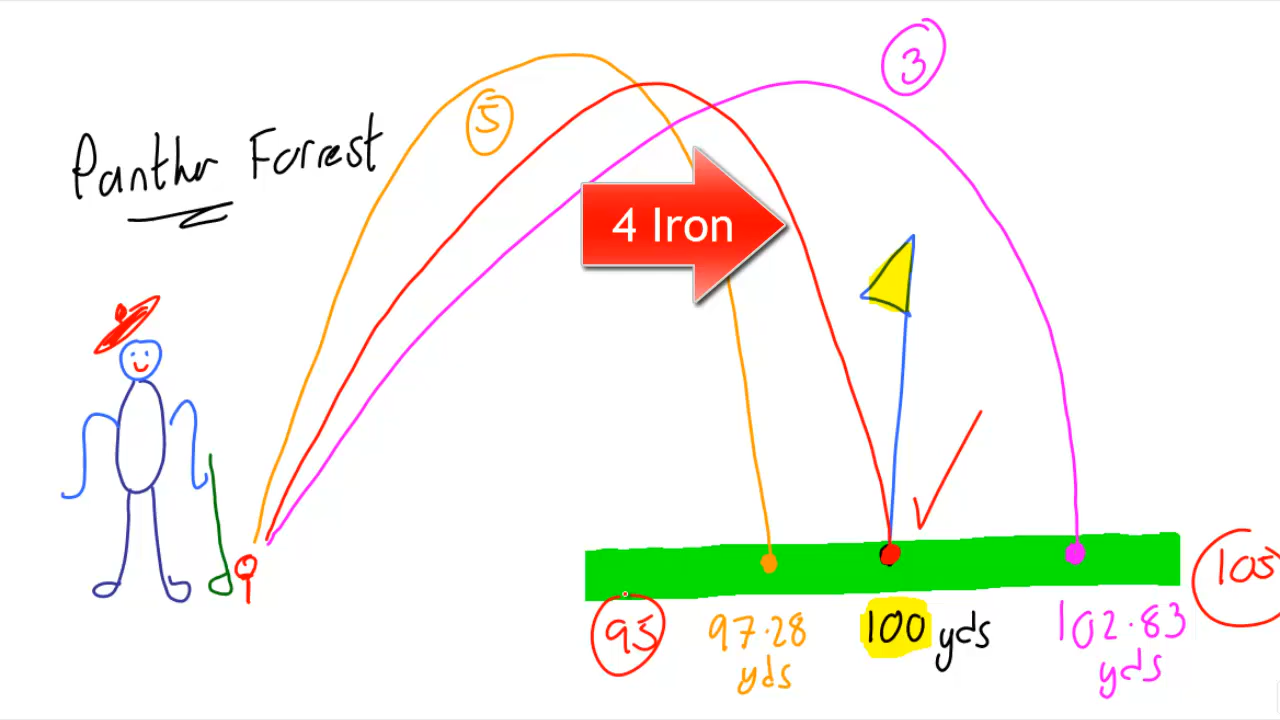 Panther Forrest
5
3
4 Iron
95
97.28
yds
100 yds
102.83
yds
105